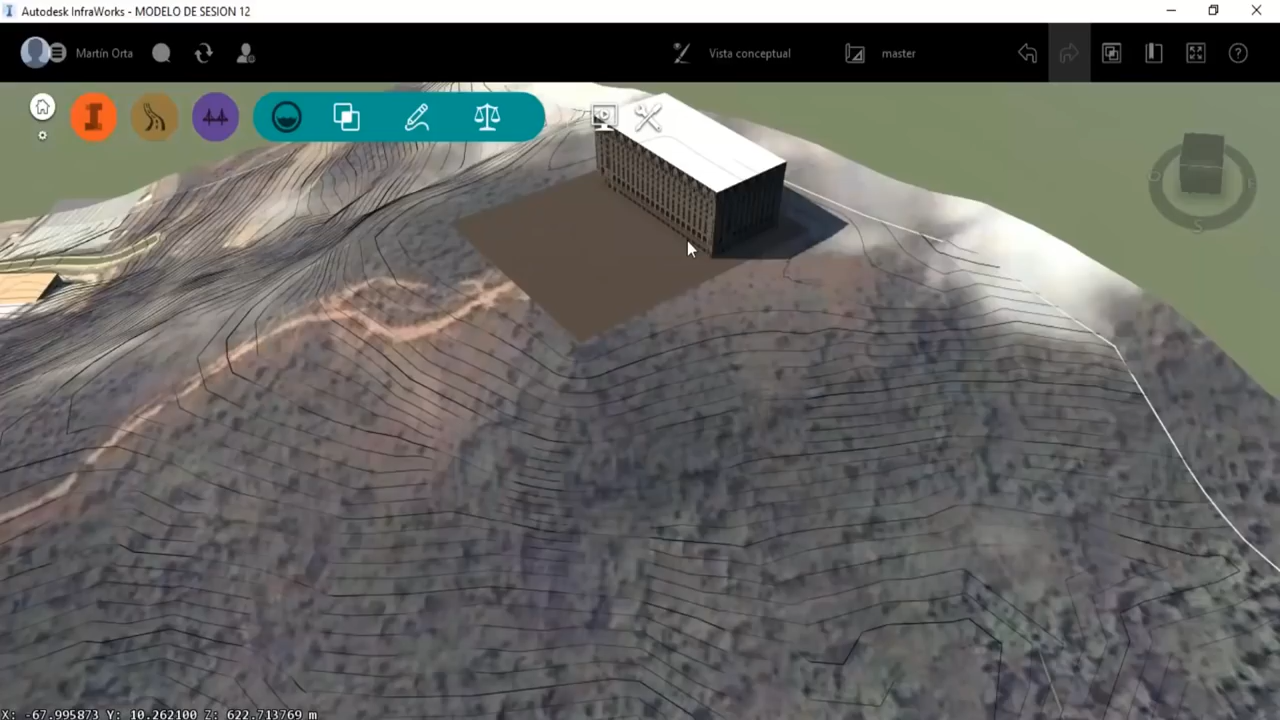 Autodesk InfraWorks - MODELO DE SESION 12
Martín Orta
Vista conceptual
master
S
X: -67.995873 Y: 10.262100 Z: 622.713769 m